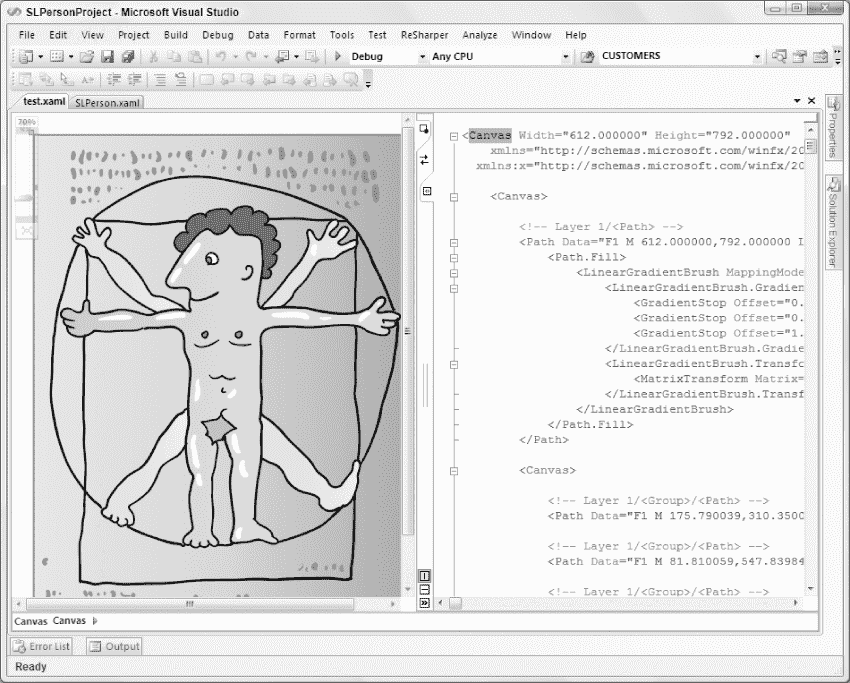 SLPersonProject - Microsoft Visual Studio
File Edit View Project Build Debug Data Format Tools Test ReSharper Analyze Window Help
Debug Any CPU CUSTOMERS
test.xaml SLPerson.xaml
70%
<Canvas Width="612.000000" Height="792.000000"
xmlns="http://schemas.microsoft.com/winfx/20
xmlns:x="http://schemas.microsoft.com/winfx/20
<Canvas>
<!-- Layer 1/<Path> -->
<Path Data="F1 M 612.000000,792.000000 L
<Path.Fill>
<LinearGradientBrush MappingMode
<LinearGradientBrush.Gradien
<GradientStop Offset="0.
<GradientStop Offset="0.
<GradientStop Offset="1.
</LinearGradientBrush.Gradie
<LinearGradientBrush.Transfo
<MatrixTransform Matrix=
</LinearGradientBrush.Transf
</LinearGradientBrush>
</Path.Fill>
</Path>
<Canvas>
<!-- Layer 1/<Group>/<Path> -->
<Path Data="F1 M 175.790039,310.3500
<!-- Layer 1/<Group>/<Path> -->
<Path Data="F1 M 81.810059,547.83984
<!-- Layer 1/<Group>/<Path> -->
Properties
Solution Explorer
Canvas Canvas
Error List Output
Ready